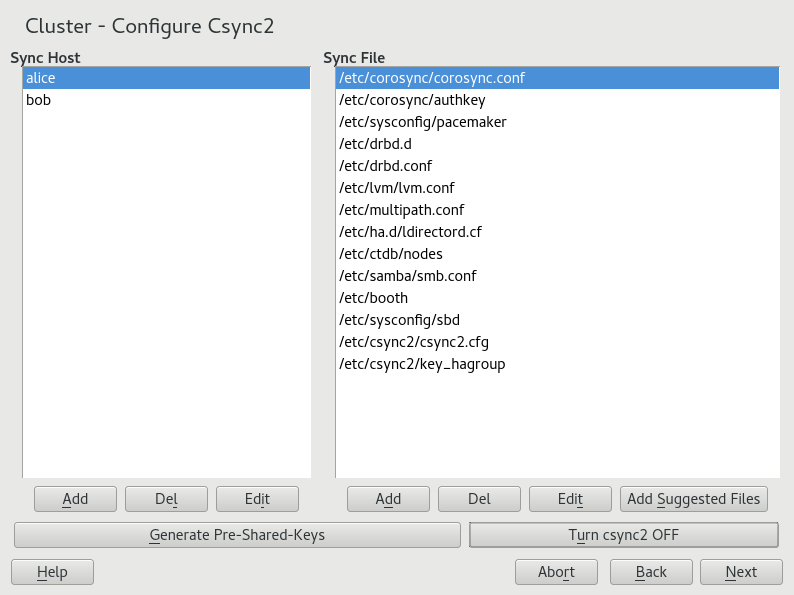 Cluster - Configure Csync2
Sync Host
alice
bob
Add Del Edit
Sync File
/etc/corosync/corosync.conf
/etc/corosync/authkey
/etc/sysconfig/pacemaker
/etc/drbd.d
/etc/drbd.conf
/etc/lvm/lvm.conf
/etc/multipath.conf
/etc/ha.d/ldirectord.cf
/etc/ctdb/nodes
/etc/samba/smb.conf
/etc/booth
/etc/sysconfig/sbd
/etc/csync2/csync2.cfg
/etc/csync2/key_hagroup
Add Del Edit Add Suggested Files
Generate Pre-Shared-Keys Turn csync2 OFF
Help Abort Back Next